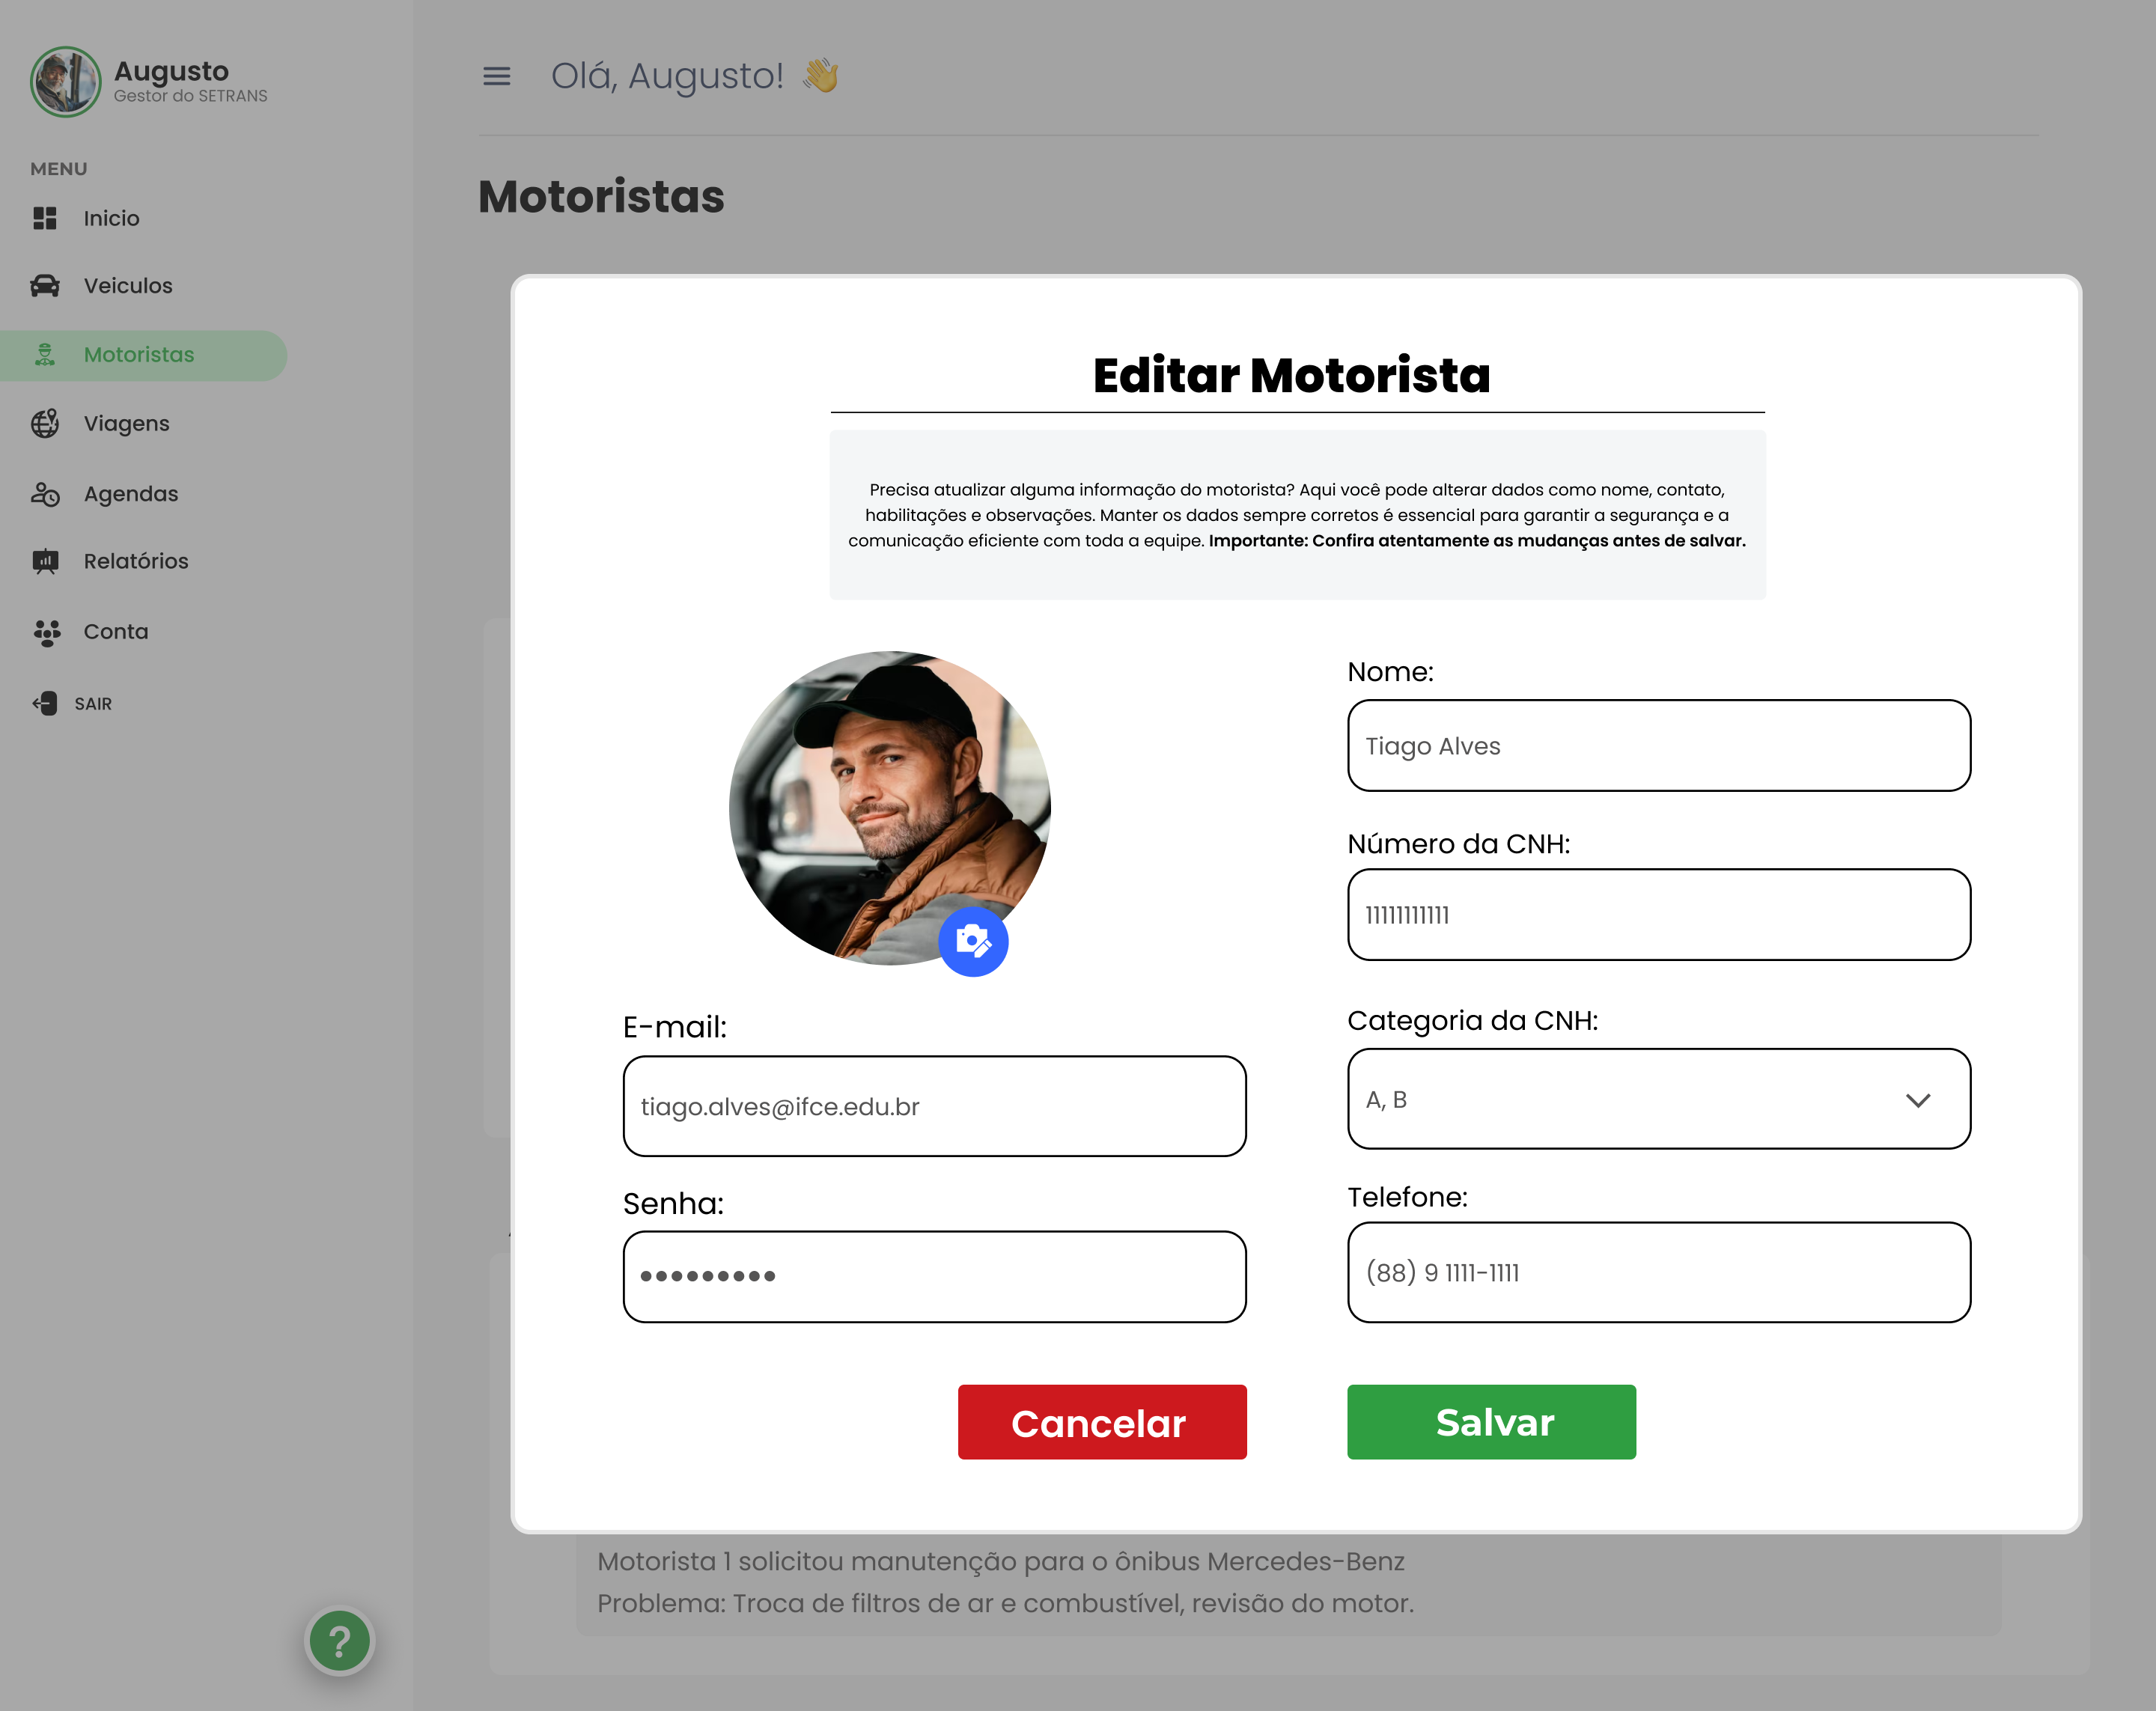 Augusto
Gestor do SETRANS
MENU
Inicio
Veiculos
Motoristas
Viagens
Agendas
Relatórios
Conta
SAIR
?
Olá, Augusto! 👋
Motoristas
Editar Motorista
Precisa atualizar alguma informação do motorista? Aqui você pode alterar dados como nome, contato,
habilitações e observações. Manter os dados sempre corretos é essencial para garantir a segurança e a
comunicação eficiente com toda a equipe. Importante: Confira atentamente as mudanças antes de salvar.
Nome:
Tiago Alves
Número da CNH:
11111111111
E-mail:
tiago.alves@ifce.edu.br
Categoria da CNH:
A, B
Senha:
•••••••••
Telefone:
(88) 9 1111-1111
Cancelar
Salvar
Motorista 1 solicitou manutenção para o ônibus Mercedes-Benz
Problema: Troca de filtros de ar e combustível, revisão do motor.